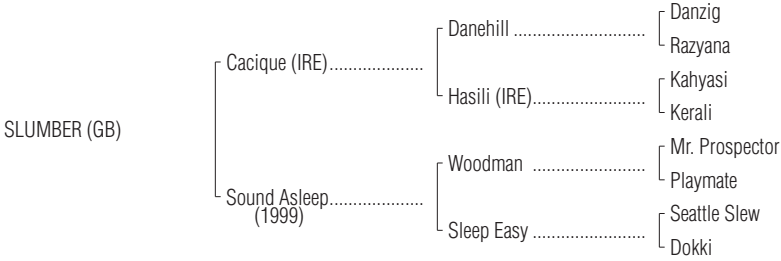 Danzig
Danehill ..............................
Razyana
Cacique (IRE).....................
Kahyasi
Hasili (IRE).........................
Kerali
SLUMBER (GB)
Mr. Prospector
Woodman .........................
Playmate
Sound Asleep.....................
(1999)
Seattle Slew
Sleep Easy .........................
Dokki